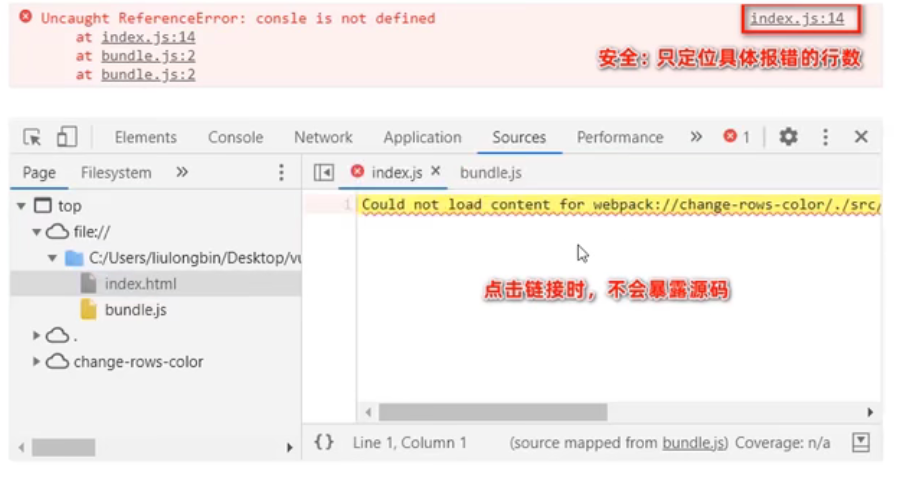 Uncaught ReferenceError: consle is not defined
index.js:14
at index.js:14
at bundle.js:2
at bundle.js:2
安全：只定位具体报错的行数
Elements Console Network Application Sources Performance » 1
Page Filesystem »
index.js × bundle.js
top
file://
C:/Users/liulongbin/Desktop/vu
index.html
bundle.js
.
change-rows-color
1 Could not load content for webpack://change-rows-color/./src/
点击链接时，不会暴露源码
{} Line 1, Column 1 (source mapped from bundle.js) Coverage: n/a